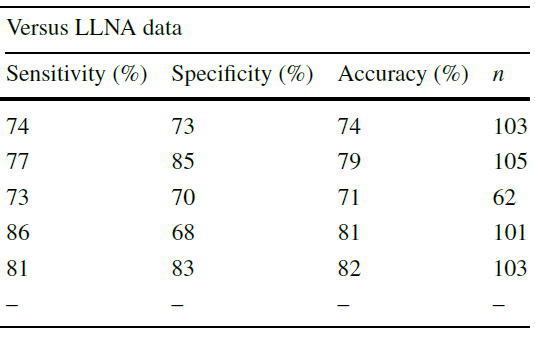 Versus LLNA data
Sensitivity (%) Specificity (%) Accuracy (%) n
74 73 74 103
77 85 79 105
73 70 71 62
86 68 81 101
81 83 82 103
– – – –